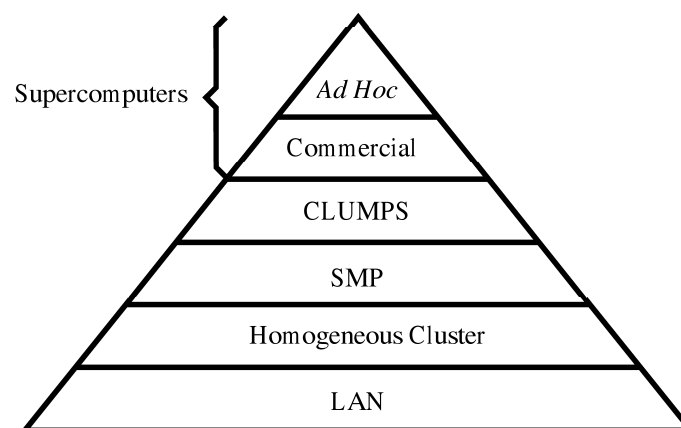 Ad Hoc
Supercomputers
Commercial
CLUMPS
SMP
Homogeneous Cluster
LAN